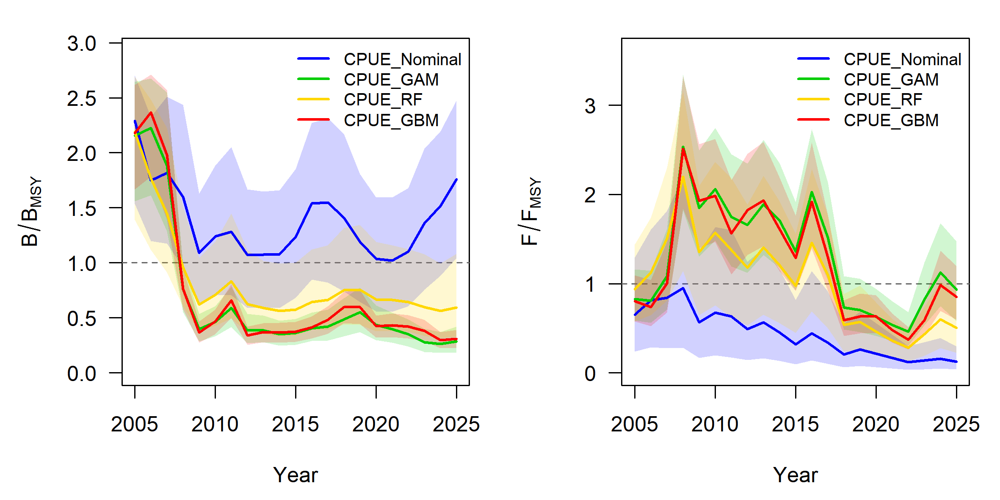 3.0
2.5
2.0
1.5
1.0
0.5
0.0
B / BMSY
2005 2010 2015 2020 2025
Year
CPUE_Nominal
CPUE_GAM
CPUE_RF
CPUE_GBM
3
2
1
0
F / FMSY
2005 2010 2015 2020 2025
Year
CPUE_Nominal
CPUE_GAM
CPUE_RF
CPUE_GBM